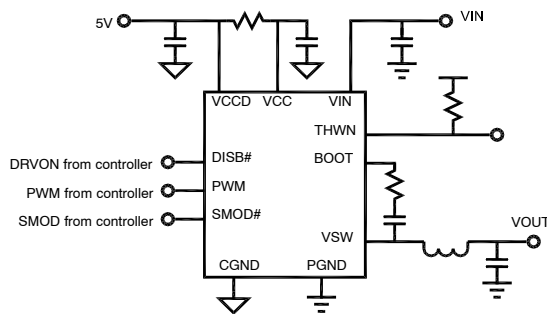 5V
VIN
VCCD VCC VIN
THWN
DRVON from controller DISB# BOOT
PWM from controller PWM
SMOD from controller SMOD#
VSW VOUT
CGND PGND